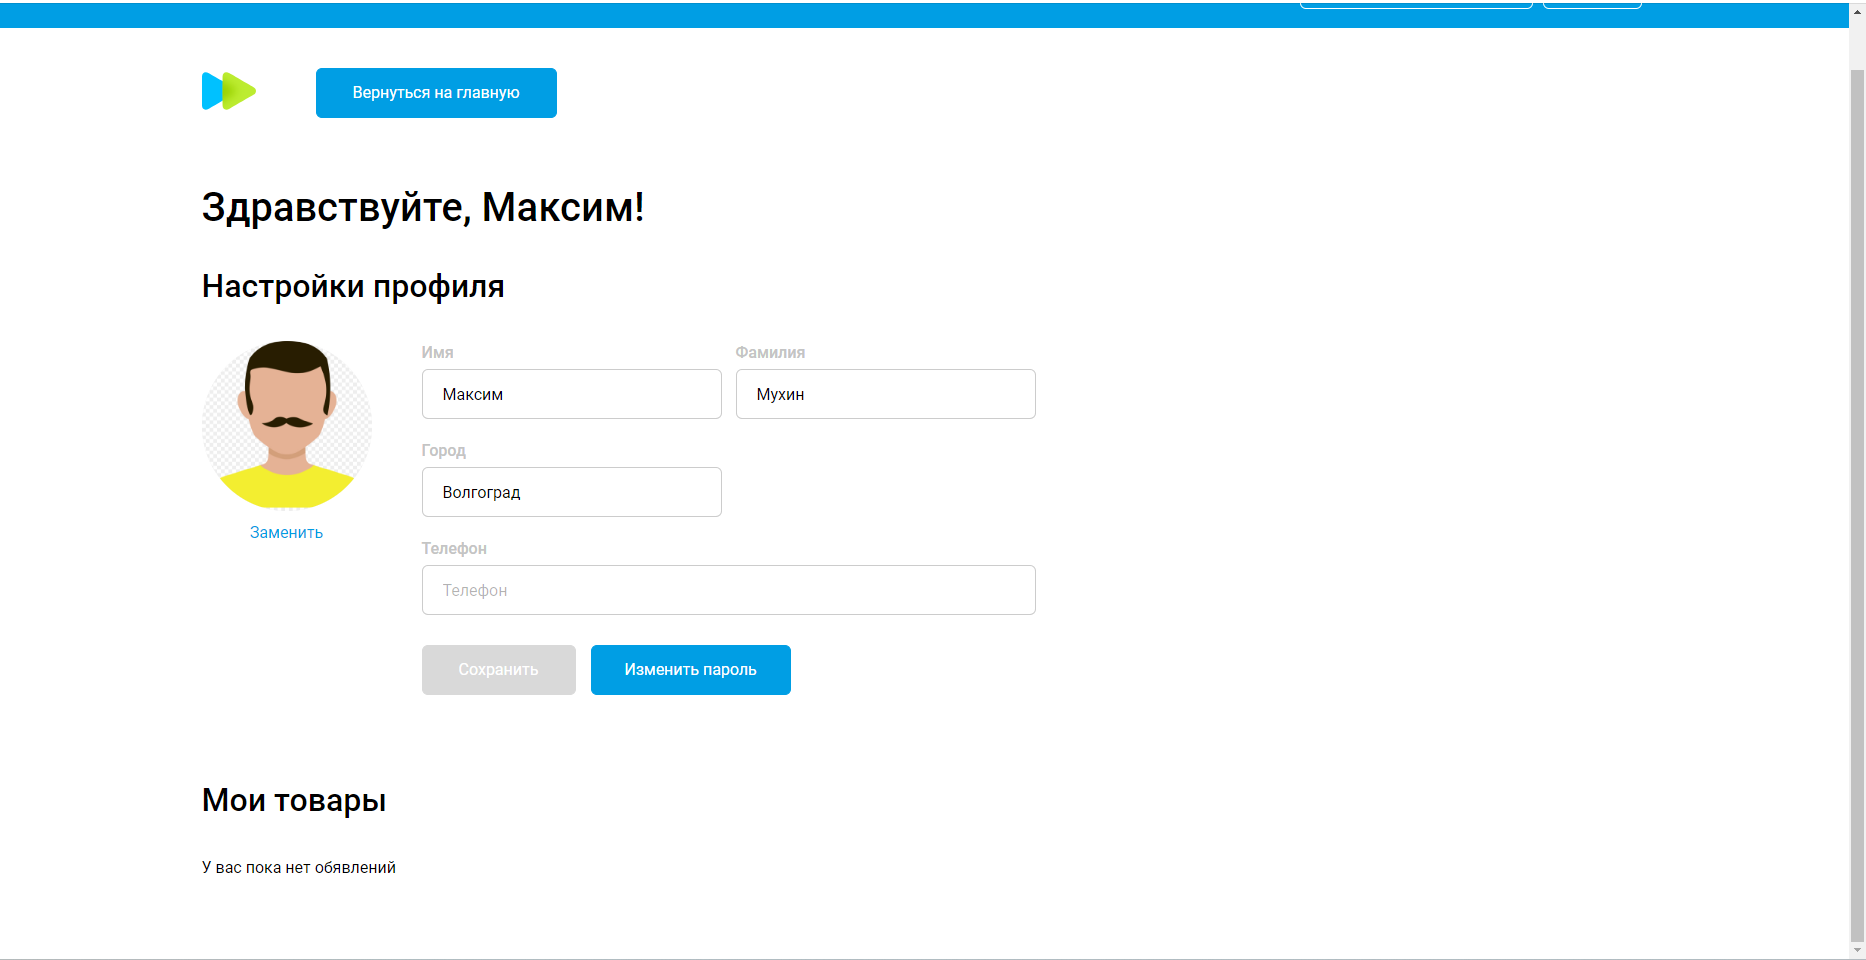 Вернуться на главную
Здравствуйте, Максим!
Настройки профиля
Имя
Фамилия
Максим
Мухин
Город
Волгоград
Заменить
Телефон
Телефон
Сохранить
Изменить пароль
Мои товары
У вас пока нет обявлений